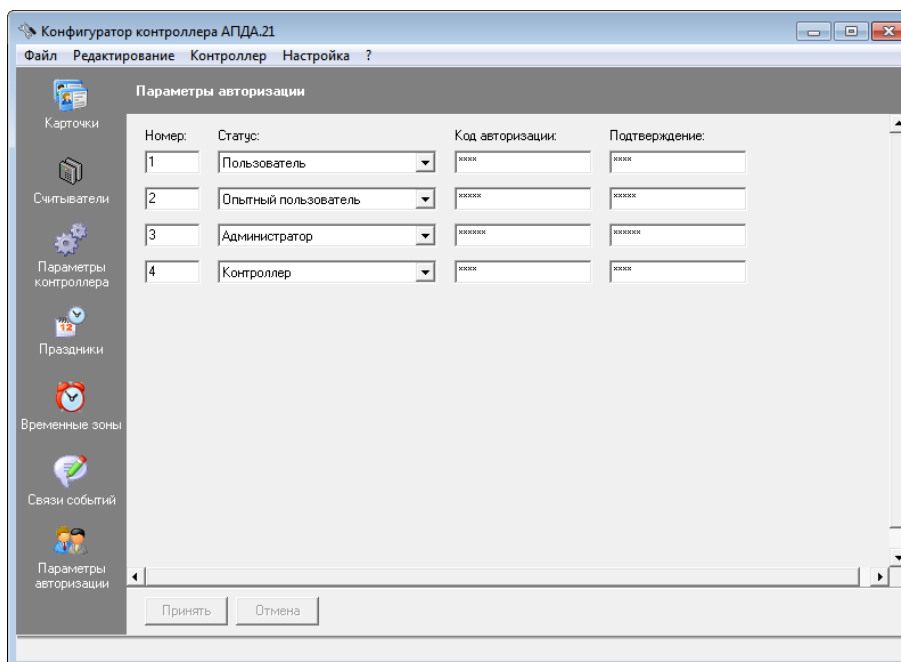 Конфигуратор контроллера АПДА.21
Файл Редактирование Контроллер Настройка ?
Карточки
Считыватели
Параметры
контроллера
12
Праздники
Временные зоны
Связи событий
Параметры
авторизации
Параметры авторизации
Номер: Статус: Код авторизации: Подтверждение:
1 Пользователь **** ****
2 Опытный пользователь ***** *****
3 Администратор ****** ******
4 Контроллер **** ****
Принять Отмена